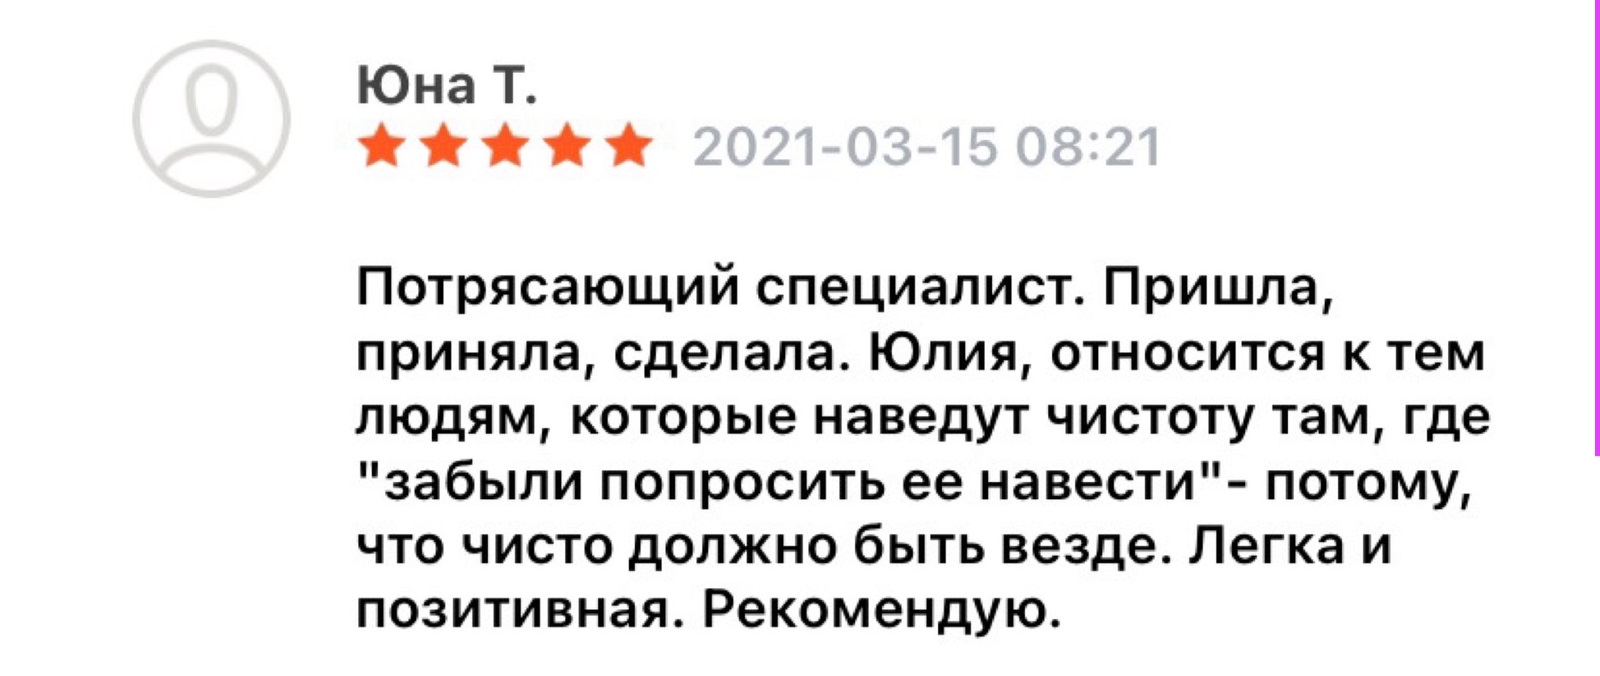 Юна Т.
2021-03-15 08:21
Потрясающий специалист. Пришла,
приняла, сделала. Юлия, относится к тем
людям, которые наведут чистоту там, где
"забыли попросить ее навести"- потому,
что чисто должно быть везде. Легка и
позитивная. Рекомендую.